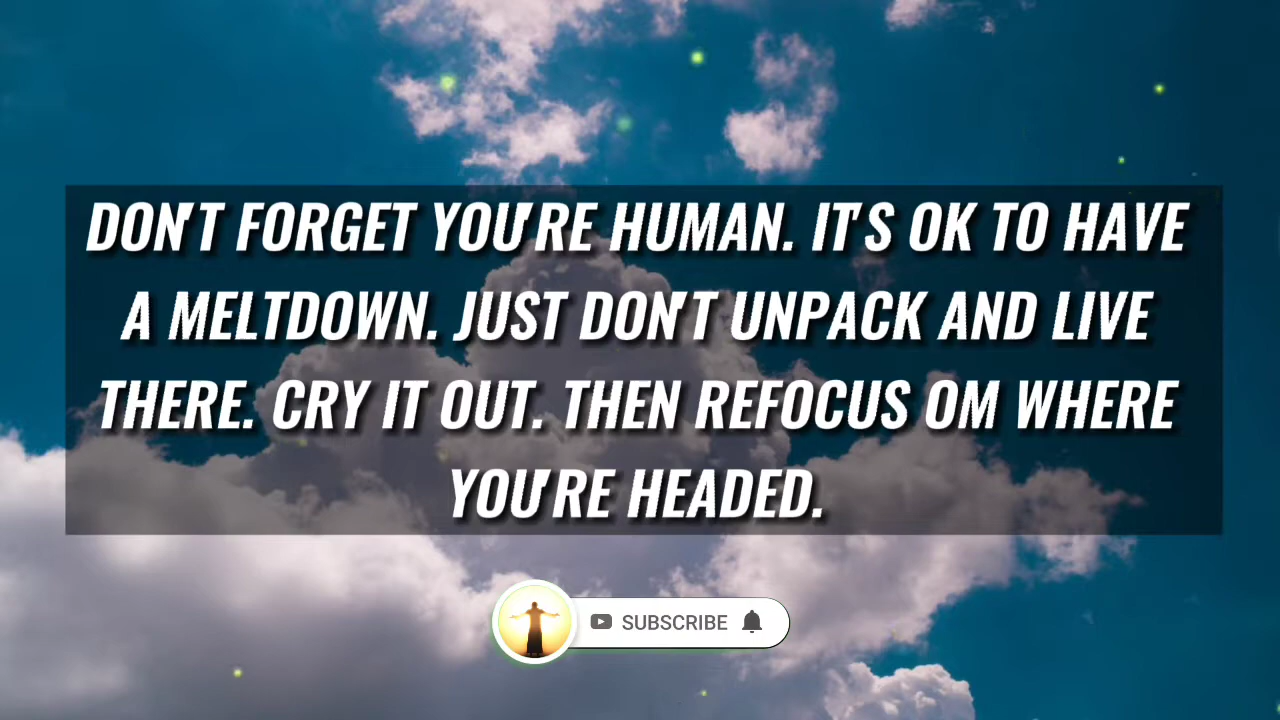 DON'T FORGET YOU'RE HUMAN. IT'S OK TO HAVE
A MELTDOWN. JUST DON'T UNPACK AND LIVE
THERE. CRY IT OUT. THEN REFOCUS OM WHERE
YOU'RE HEADED.
SUBSCRIBE